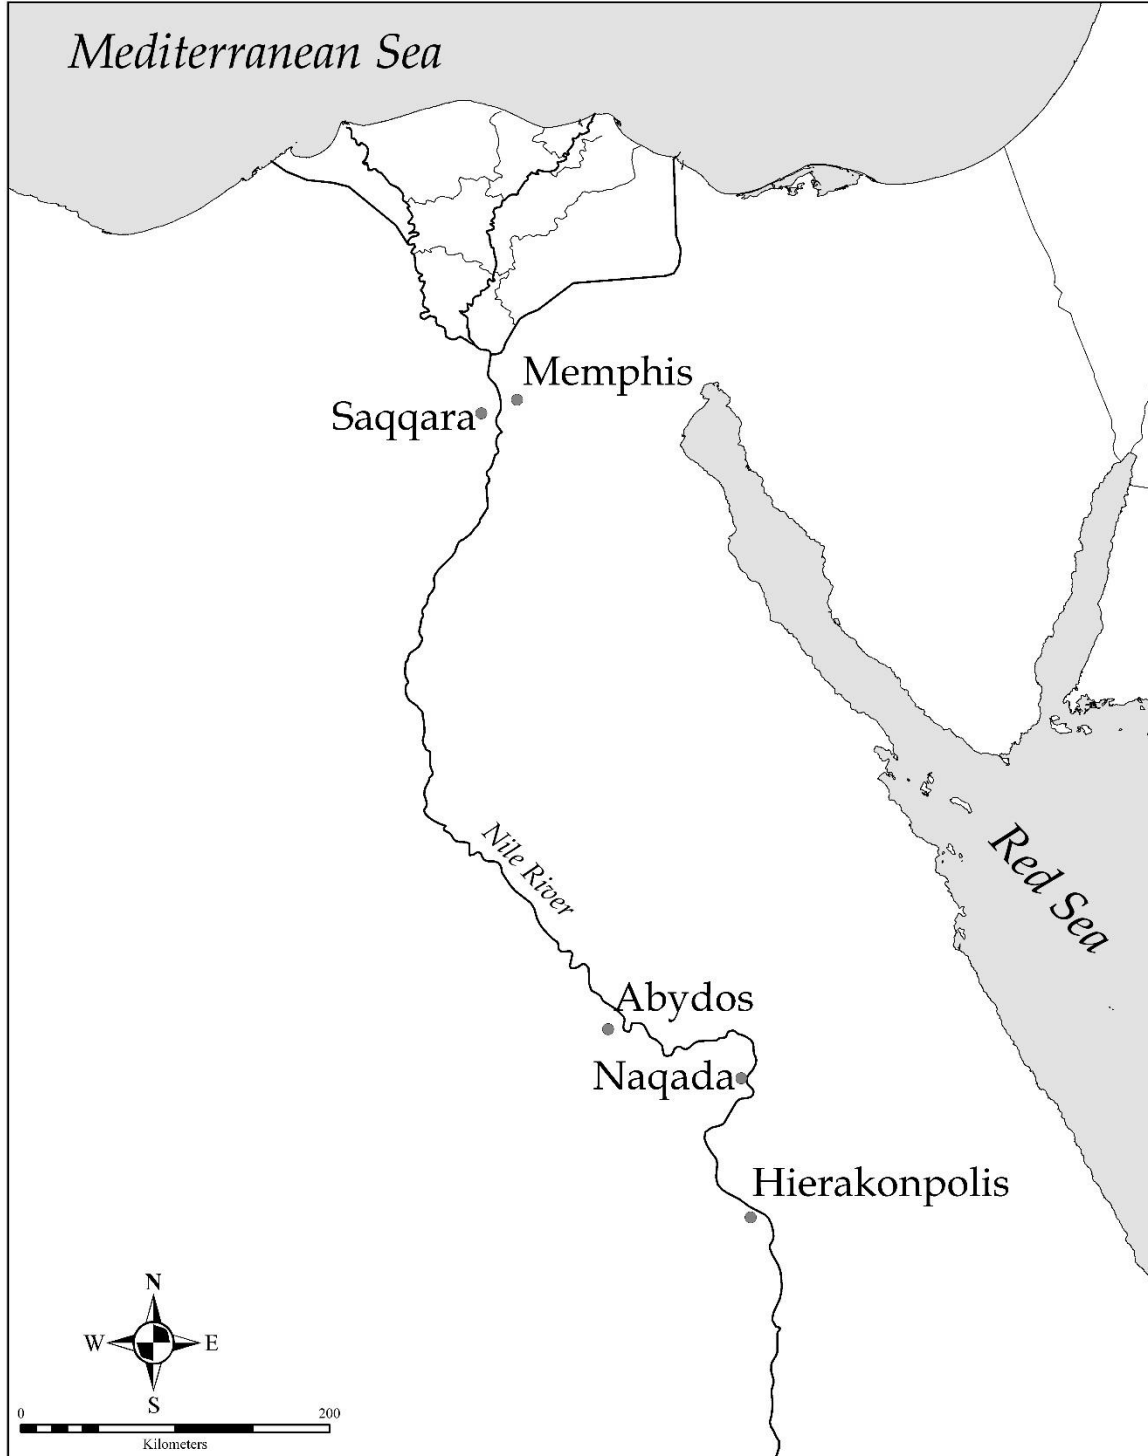 Mediterranean Sea
Memphis
Saqqara
Nile River
Red Sea
Abydos
Naqada
Hierakonpolis
N
W E
S
0 200
Kilometers